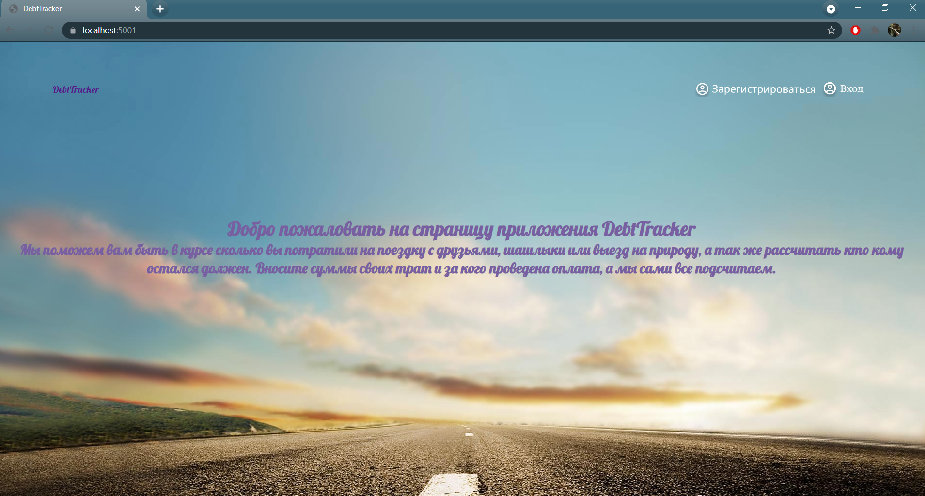 DebtTracker
localhost:5001
DebtTracker
Зарегистрироваться
Вход
Добро пожаловать на страницу приложения DebtTracker
Мы поможем вам быть в курсе сколько вы потратили на поездку с друзьями, шашлыки или выезд на природу, а так же рассчитать кто кому
остался должен. Вносите суммы своих трат и за кого проведена оплата, а мы сами все подсчитаем.